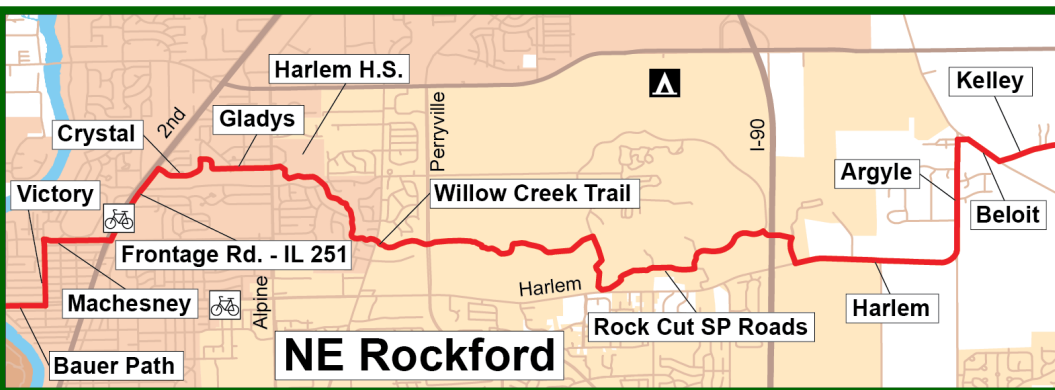 Harlem H.S.
Kelley
2nd
Gladys
Crystal
Perryville
I-90
Argyle
Victory
Willow Creek Trail
Beloit
Frontage Rd. - IL 251
Machesney
Alpine
Harlem
Harlem
Rock Cut SP Roads
Bauer Path
NE Rockford